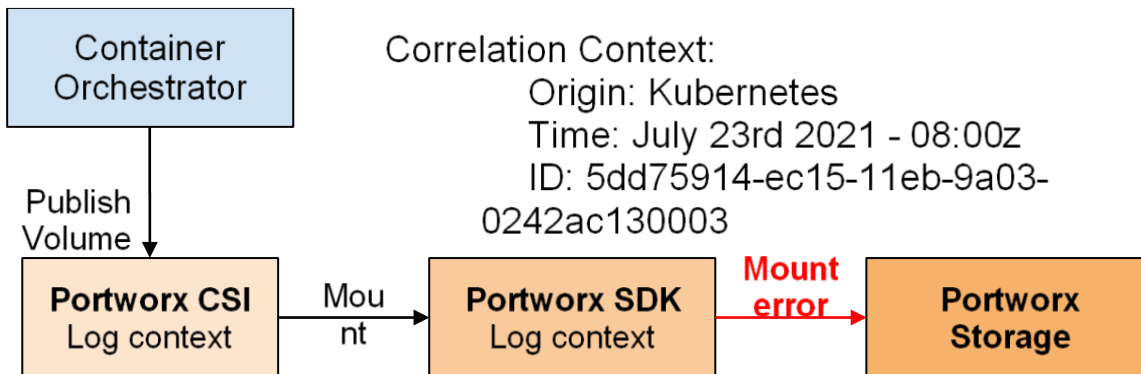 Container
Orchestrator
Correlation Context:
Origin: Kubernetes
Time: July 23rd 2021 - 08:00z
ID: 5dd75914-ec15-11eb-9a03-
0242ac130003
Publish
Volume
Portworx CSI
Log context
Mou
nt
Portworx SDK
Log context
Mount
error
Portworx
Storage